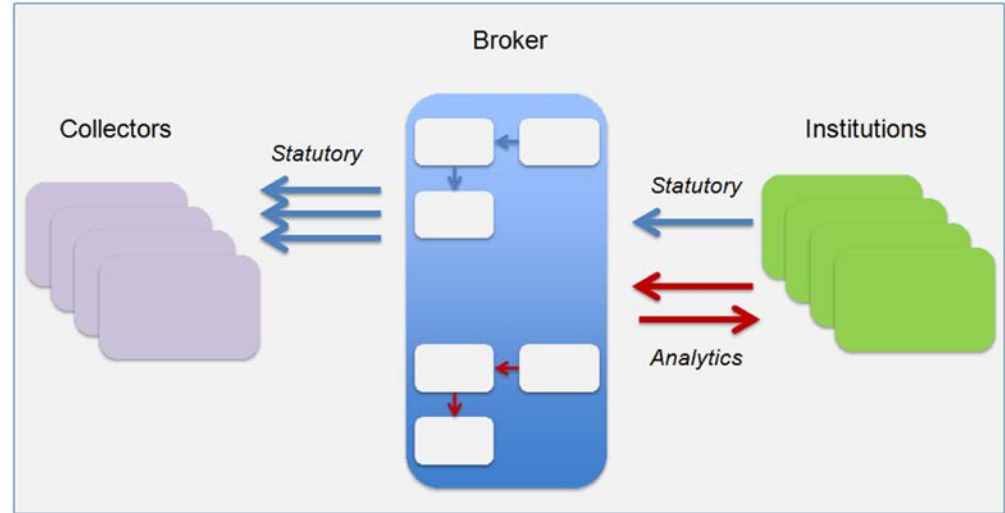 Broker
Collectors
Institutions
Statutory
Statutory
Analytics